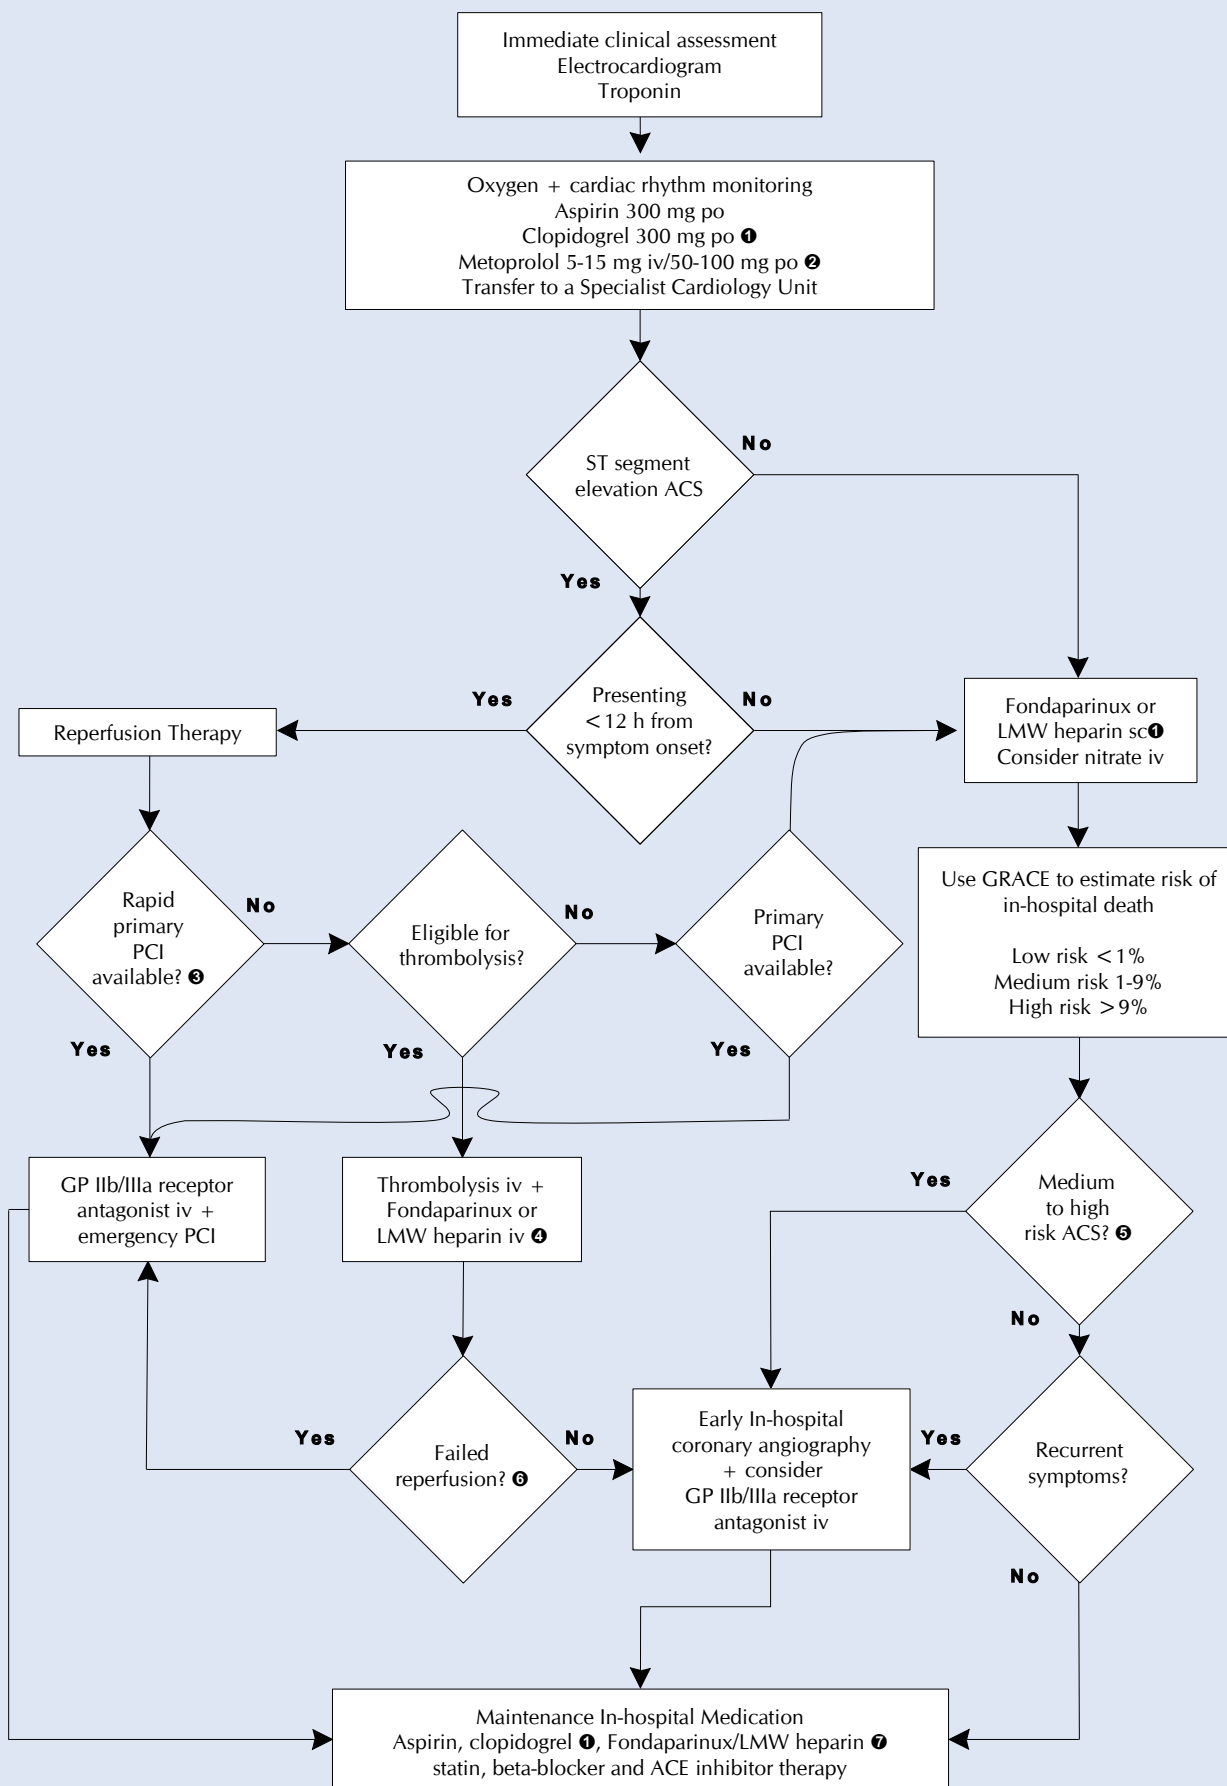 Immediate clinical assessment
Electrocardiogram
Troponin
Oxygen + cardiac rhythm monitoring
Aspirin 300 mg po
Clopidogrel 300 mg po ❶
Metoprolol 5-15 mg iv/50-100 mg po ❷
Transfer to a Specialist Cardiology Unit
No
ST segment
elevation ACS
Yes
Yes
Presenting
<12 h from
symptom onset?
No
Reperfusion Therapy
Fondaparinux or
LMW heparin sc❶
Consider nitrate iv
Rapid
primary
PCI
available? ❸
No
Eligible for
thrombolysis?
No
Primary
PCI
available?
Use GRACE to estimate risk of
in-hospital death
Low risk <1%
Medium risk 1-9%
High risk >9%
Yes
Yes
Yes
GP IIb/IIIa receptor
antagonist iv +
emergency PCI
Thrombolysis iv +
Fondaparinux or
LMW heparin iv ❹
Yes
Medium
to high
risk ACS? ❺
No
Yes
Failed
reperfusion? ❻
No
Early In-hospital
coronary angiography
+ consider
GP IIb/IIIa receptor
antagonist iv
Yes
Recurrent
symptoms?
No
Maintenance In-hospital Medication
Aspirin, clopidogrel ❶, Fondaparinux/LMW heparin ❼
statin, beta-blocker and ACE inhibitor therapy